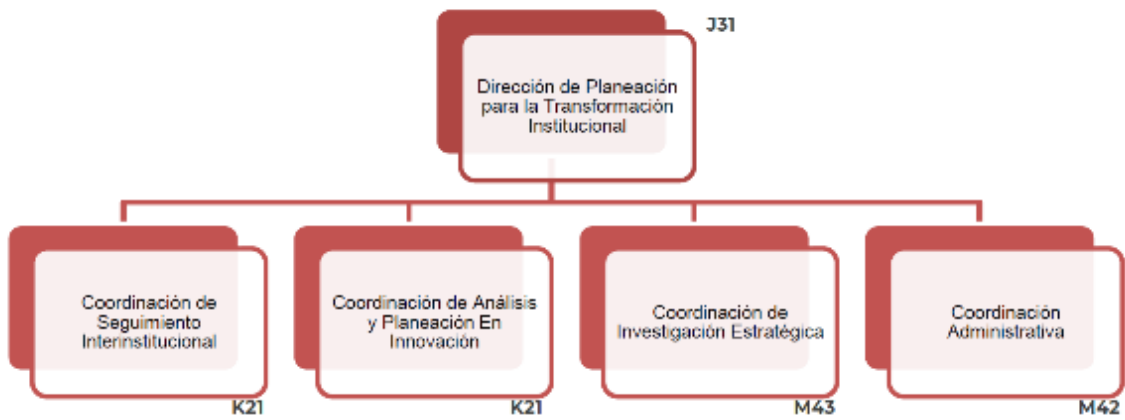 J31
Dirección de Planeación
para la Transformación
Institucional
Coordinación de
Seguimiento
Interinstitucional
K21
Coordinación de Análisis
y Planeación En
Innovación
K21
Coordinación de
Investigación Estratégica
M43
Coordinación
Administrativa
M42